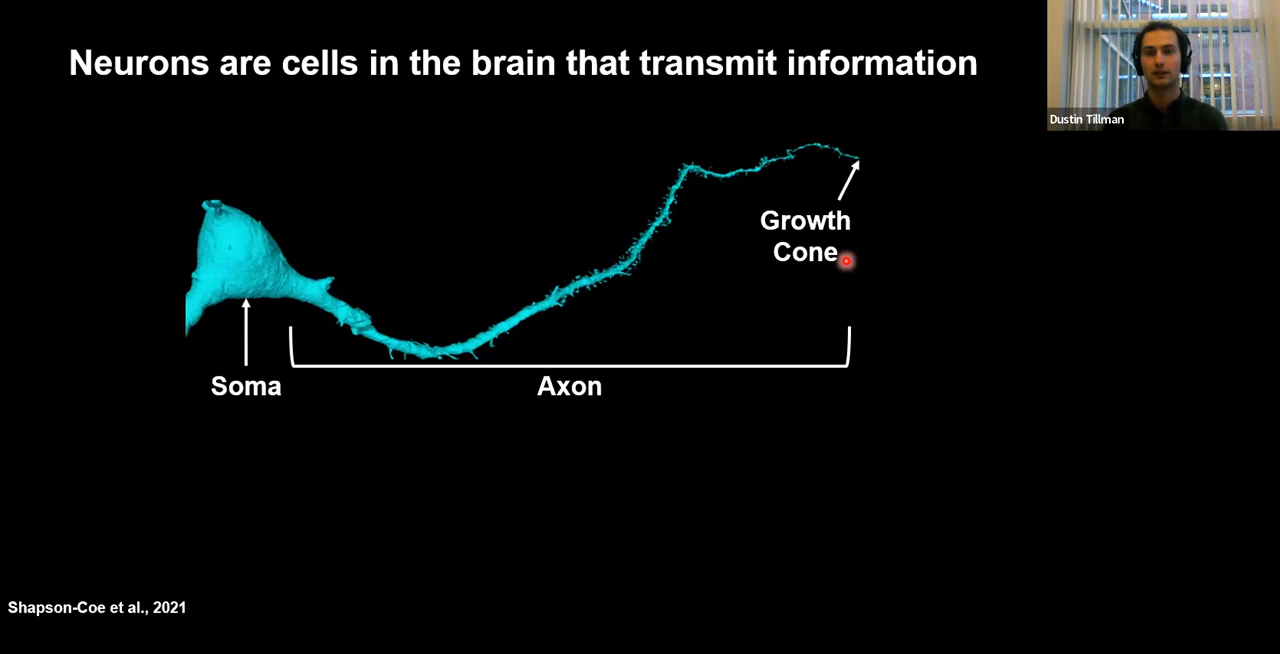 Neurons are cells in the brain that transmit information
Dustin Tillman
Growth
Cone
Soma
Axon
Shapson-Coe et al., 2021